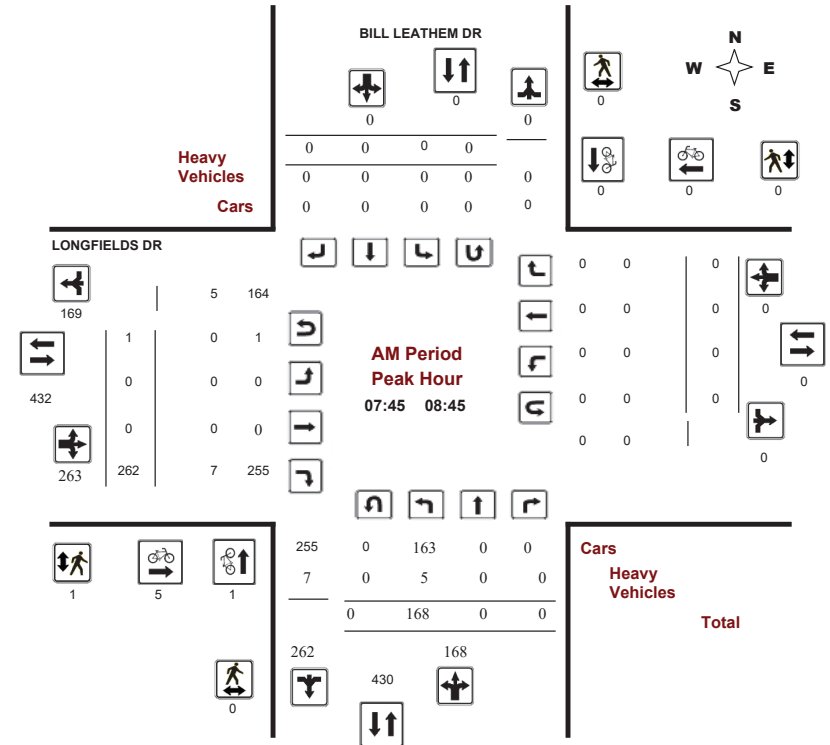 BILL LEATHEM DR
N
W E
S
0
0
0
0 0
0 0 0 0
Heavy
Vehicles
0 0 0 0 0
0 0 0
Cars
0 0 0 0 0
LONGFIELDS DR
0 0 0 0
169
5 164
0 0 0 0
1 0 1
0 0 0 0
0
432
0 0 0
AM Period
Peak Hour
07:45 08:45
0 0 0 0
0 0 0
0 0
0
263
262 7 255
255 0 163 0 0
Cars
7 0 5 0 0
Heavy
Vehicles
1 5 1
0 168 0 0
Total
262 168
430
0